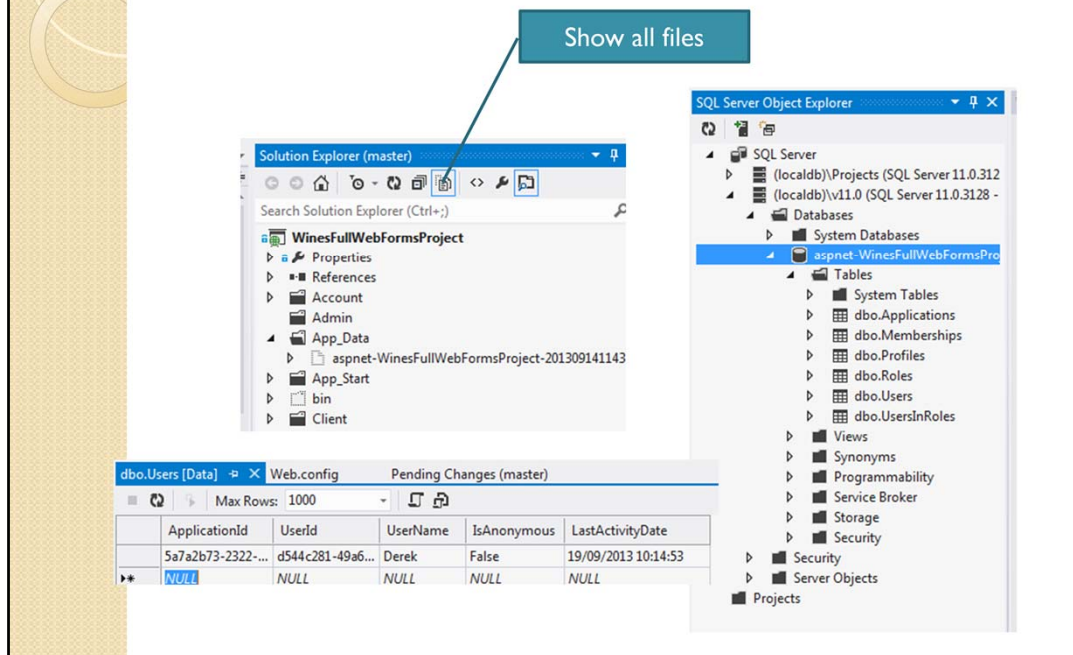 Show all files
Solution Explorer (master)
Search Solution Explorer (Ctrl+;)
WinesFullWebFormsProject
Properties
References
Account
Admin
App_Data
aspnet-WinesFullWebFormsProject-201309141143
App_Start
bin
Client
SQL Server Object Explorer
SQL Server
(localdb)\Projects (SQL Server 11.0.312
(localdb)\v11.0 (SQL Server 11.0.3128 -
Databases
System Databases
aspnet-WinesFullWebFormsPro
Tables
System Tables
dbo.Applications
dbo.Memberships
dbo.Profiles
dbo.Roles
dbo.Users
dbo.UsersInRoles
Views
Synonyms
Programmability
Service Broker
Storage
Security
Security
Server Objects
Projects
dbo.Users [Data] Web.config Pending Changes (master)
Max Rows: 1000
ApplicationId UserId UserName IsAnonymous LastActivityDate
5a7a2b73-2322-... d544c281-49a6... Derek False 19/09/2013 10:14:53
NULL NULL NULL NULL NULL